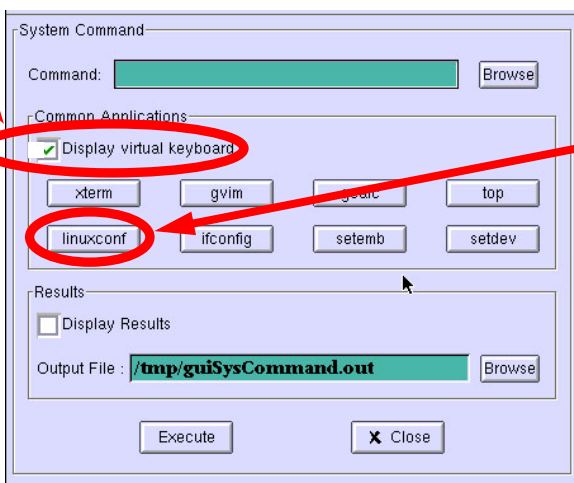 System Command
Command: Browse
Common Applications
Display virtual keyboard
xterm gvim top
linuxconf ifconfig setemb setdev
Results
Display Results
Output File : /tmp/guiSysCommand.out Browse
Execute X Close